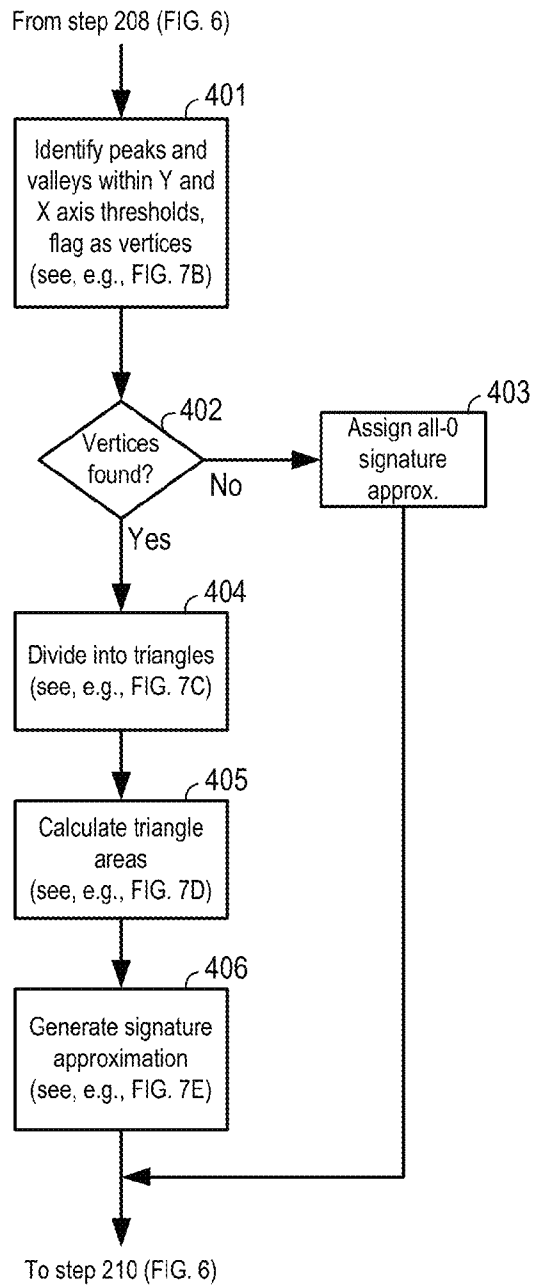 From step 208 (FIG. 6)
401
Identify peaks and
valleys within Y and
X axis thresholds,
flag as vertices
(see, e.g., FIG. 7B)
402
Vertices
found?
No
Yes
403
Assign all-0
signature
approx.
404
Divide into triangles
(see, e.g., FIG. 7C)
405
Calculate triangle
areas
(see, e.g., FIG. 7D)
406
Generate signature
approximation
(see, e.g., FIG. 7E)
To step 210 (FIG. 6)